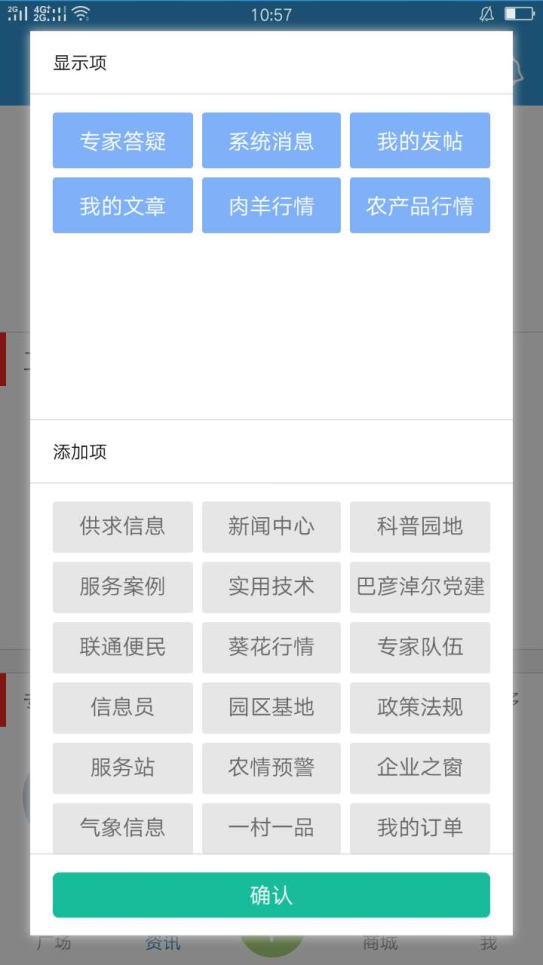 2G 4G+ 2G 10:57
显示项
专家答疑 系统消息 我的发帖
我的文章 肉羊行情 农产品行情
添加项
供求信息 新闻中心 科普园地
服务案例 实用技术 巴彦淖尔党建
联通便民 葵花行情 专家队伍
信息员 园区基地 政策法规
服务站 农情预警 企业之窗
气象信息 一村一品 我的订单
确认
广场 资讯 商城 我